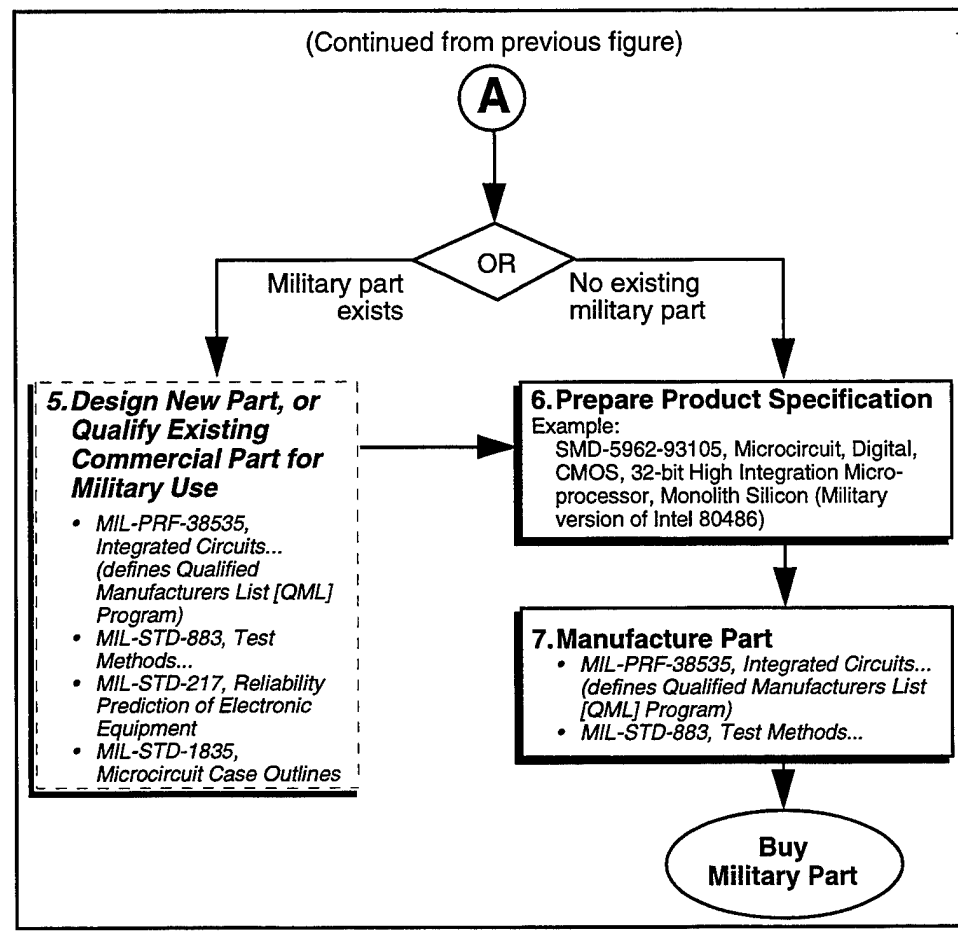 (Continued from previous figure)
A
OR
Military part
exists
No existing
military part
5. Design New Part, or
Qualify Existing
Commercial Part for
Military Use
• MIL-PRF-38535,
Integrated Circuits...
(defines Qualified
Manufacturers List [QML]
Program)
• MIL-STD-883, Test
Methods...
• MIL-STD-217, Reliability
Prediction of Electronic
Equipment
• MIL-STD-1835,
Microcircuit Case Outlines
6. Prepare Product Specification
Example:
SMD-5962-93105, Microcircuit, Digital,
CMOS, 32-bit High Integration Micro-
processor, Monolith Silicon (Military
version of Intel 80486)
7. Manufacture Part
• MIL-PRF-38535, Integrated Circuits...
(defines Qualified Manufacturers List
[QML] Program)
• MIL-STD-883, Test Methods...
Buy
Military Part